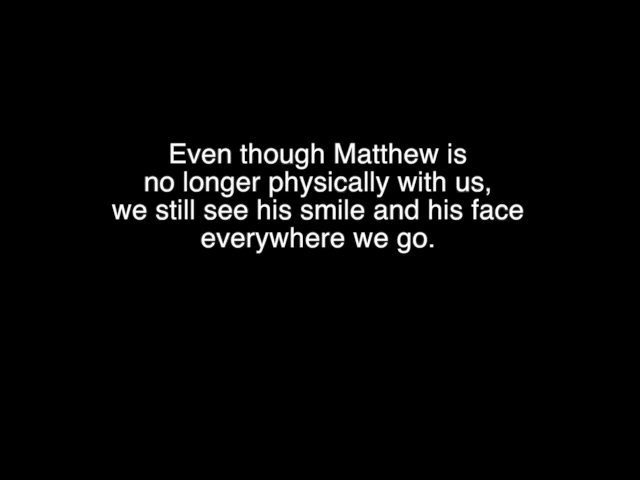 Even though Matthew is
no longer physically with us,
we still see his smile and his face
everywhere we go.